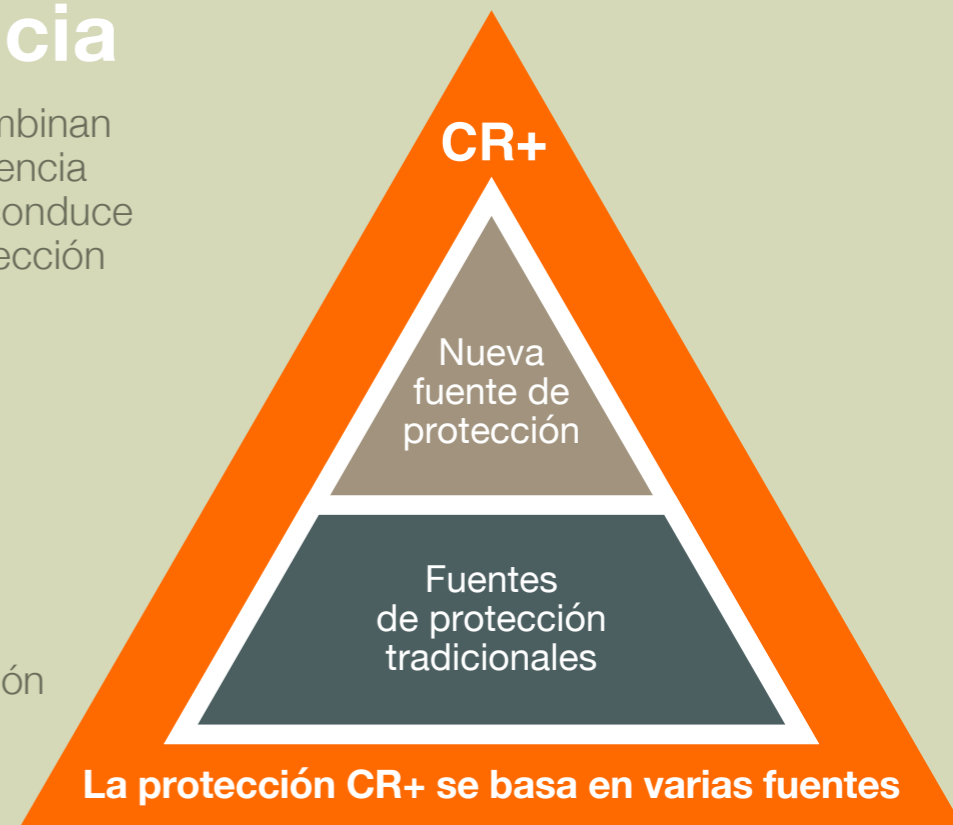 cia
mbinan
encia
conduce
ección
ón
CR+
Nueva
fuente de
protección
Fuentes
de protección
tradicionales
La protección CR+ se basa en varias fuentes